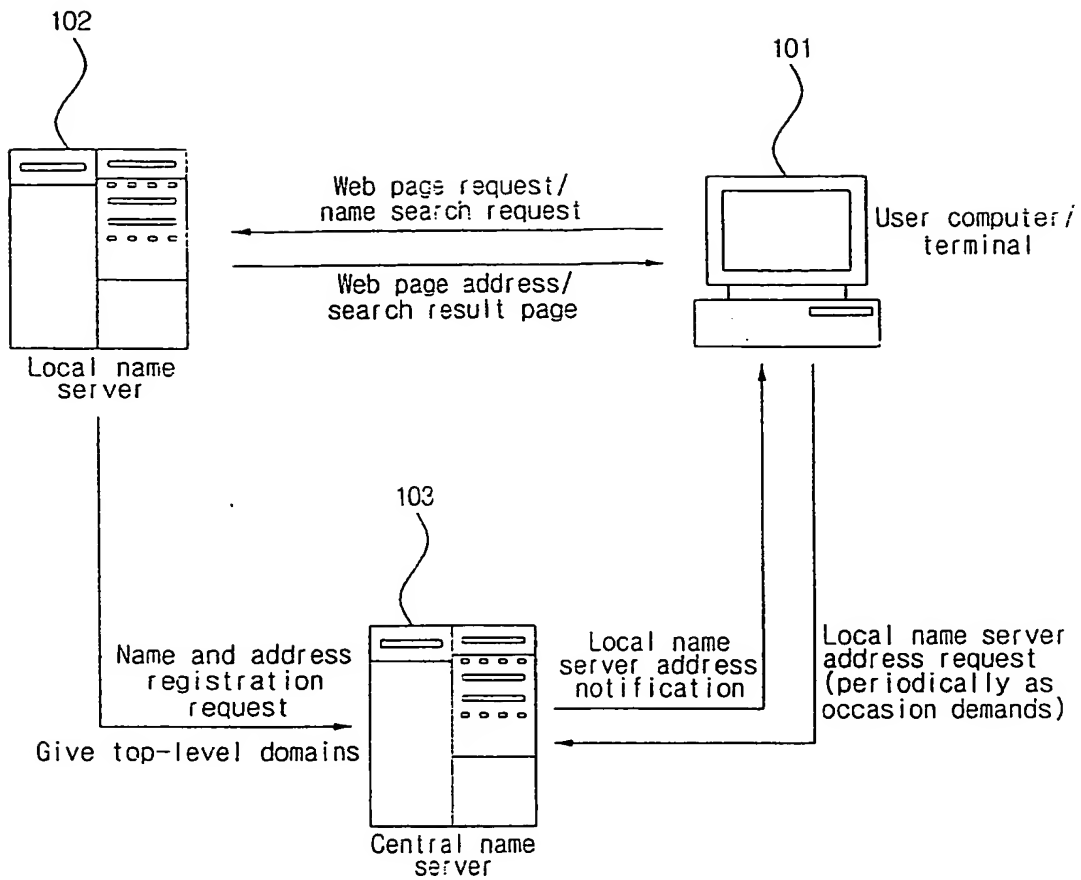 102
101
Web page request/
name search request
User computer/
terminal
Web page address/
search result page
Local name
server
103
Name and address
registration
request
Give top-level domains
Local name
server address
notification
Local name server
address request
(periodically as
occasion demands)
Central name
server